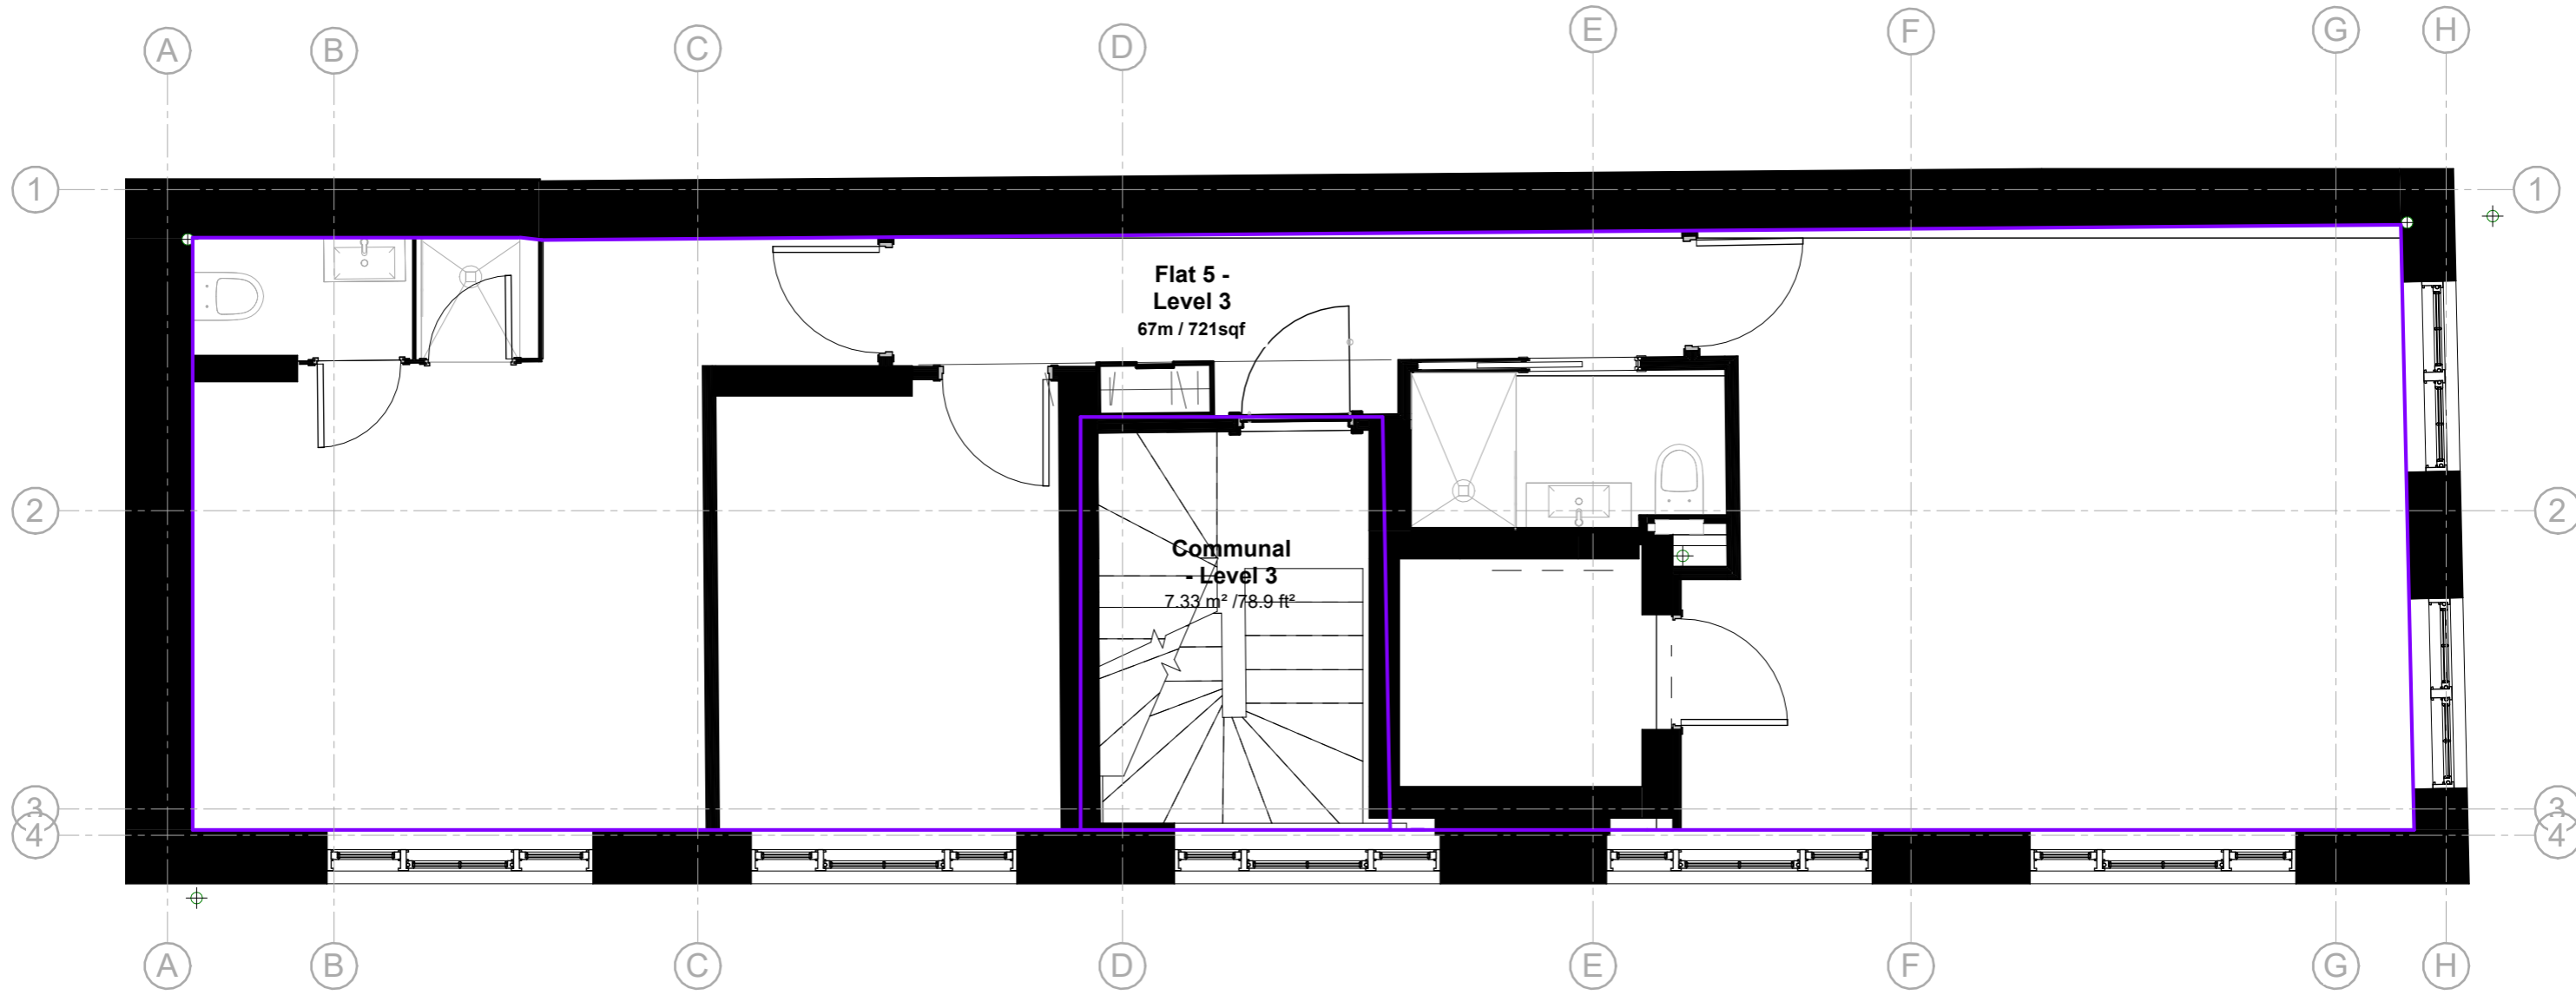 A B C D E F G H
1 1
Flat 5 -
Level 3
67m / 721sqf
2 2
Communal
- Level 3
7.33 m² /78.9 ft²
3 3
4 4
A B C D E F G H